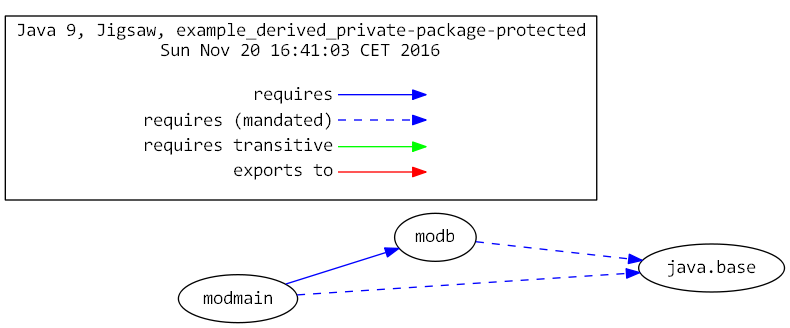 Java 9, Jigsaw, example_derived_private-package-protected
Sun Nov 20 16:41:03 CET 2016
requires
requires (mandated)
requires transitive
exports to
modb
java.base
modmain